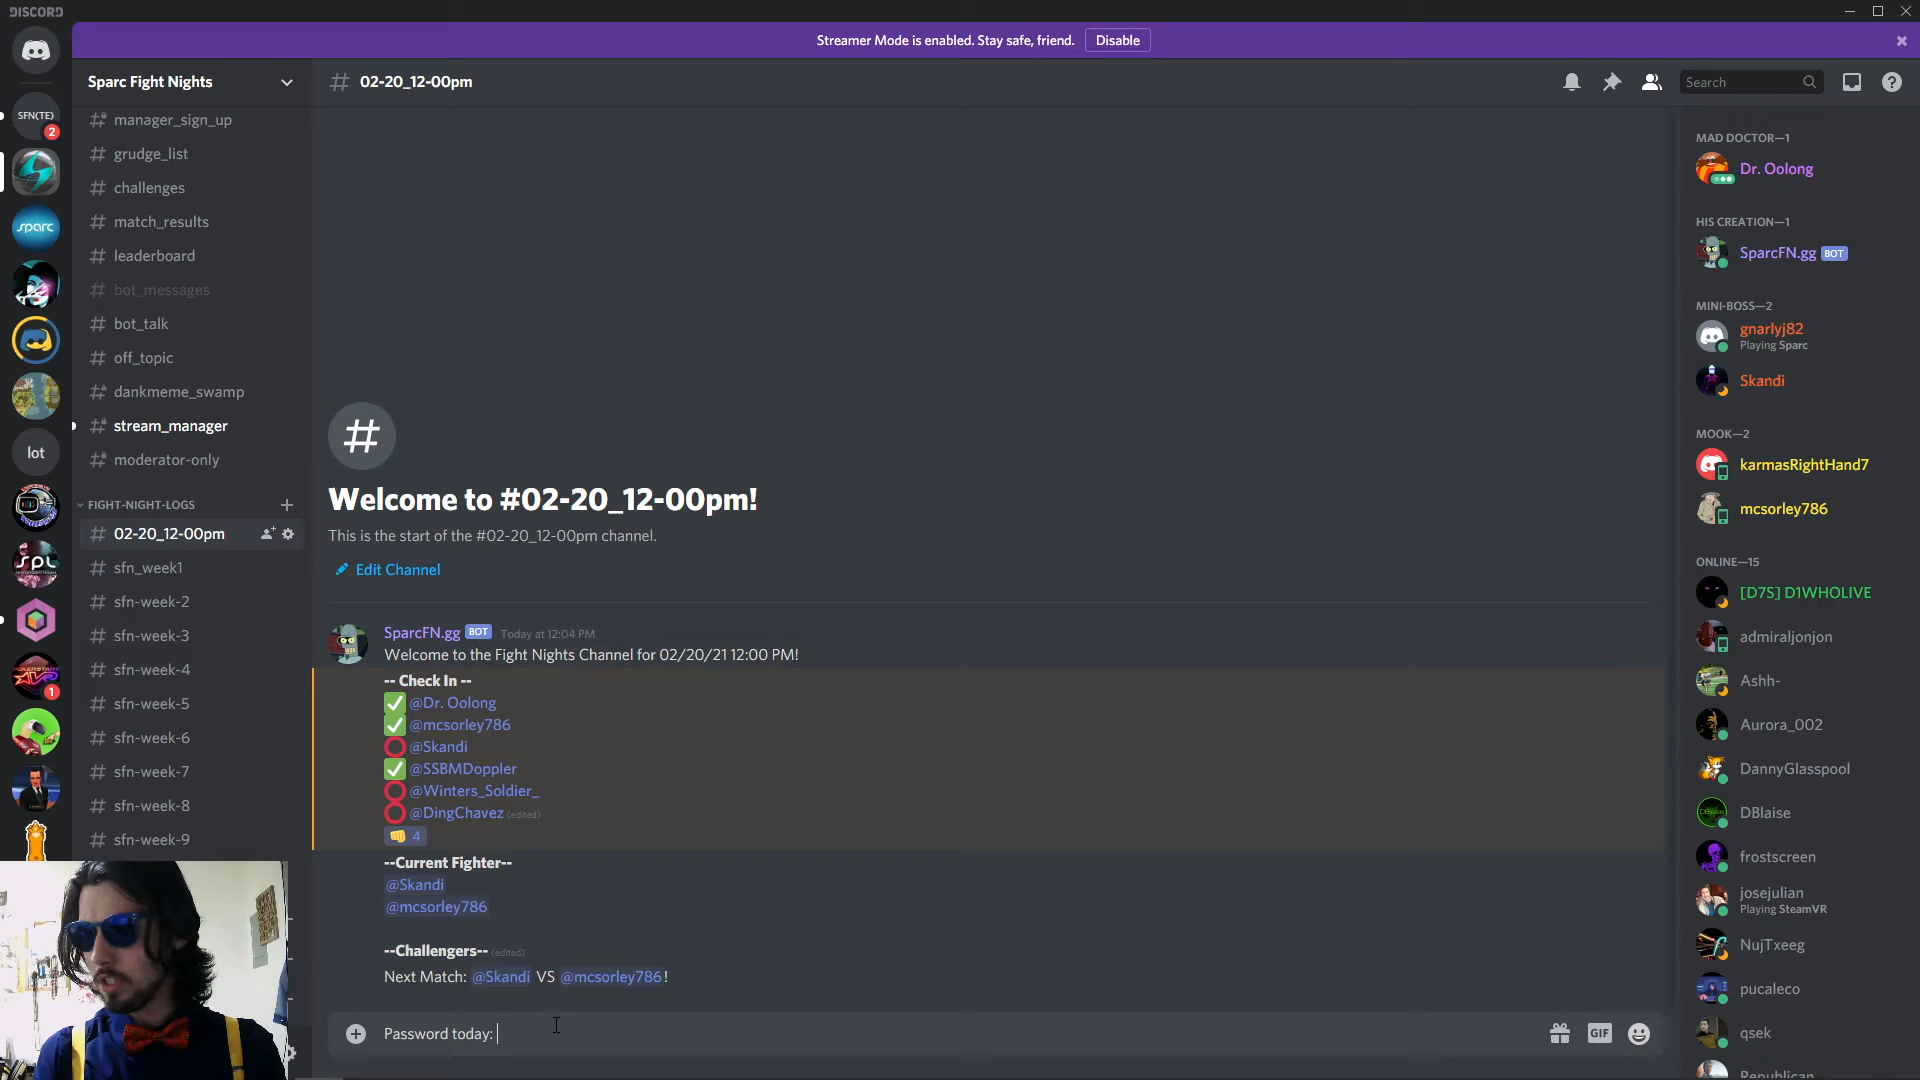 DISCORD
Streamer Mode is enabled. Stay safe, friend.
Disable
SFN(TE)
2
sparc
lot
SPL
1
Sparc Fight Nights
manager_sign_up
grudge_list
challenges
match_results
leaderboard
bot_messages
bot_talk
off_topic
dankmeme_swamp
stream_manager
moderator-only
FIGHT-NIGHT-LOGS
02-20_12-00pm
sfn_week1
sfn-week-2
sfn-week-3
sfn-week-4
sfn-week-5
sfn-week-6
sfn-week-7
sfn-week-8
sfn-week-9
# 02-20_12-00pm
Search
#
Welcome to #02-20_12-00pm!
This is the start of the #02-20_12-00pm channel.
Edit Channel
SparcFN.gg BOT Today at 12:04 PM
Welcome to the Fight Nights Channel for 02/20/21 12:00 PM!
-- Check In --
@Dr. Oolong
@mcsorley786
@Skandi
@SSBMDoppler
@Winters_Soldier_
@DingChavez (edited)
4
--Current Fighter--
@Skandi
@mcsorley786
--Challengers-- (edited)
Next Match: @Skandi VS @mcsorley786!
Password today:
GIF
MAD DOCTOR—1
Dr. Oolong
HIS CREATION—1
SparcFN.gg BOT
MINI-BOSS—2
gnarlyj82
Playing Sparc
Skandi
MOOK—2
karmasRightHand7
mcsorley786
ONLINE—15
[D7S] D1WHOLIVE
admiraljonjon
Ashh-
Aurora_002
DannyGlasspool
DBlaise
frostscreen
josejulian
Playing SteamVR
NujTxeeg
pucaleco
qsek
Republican